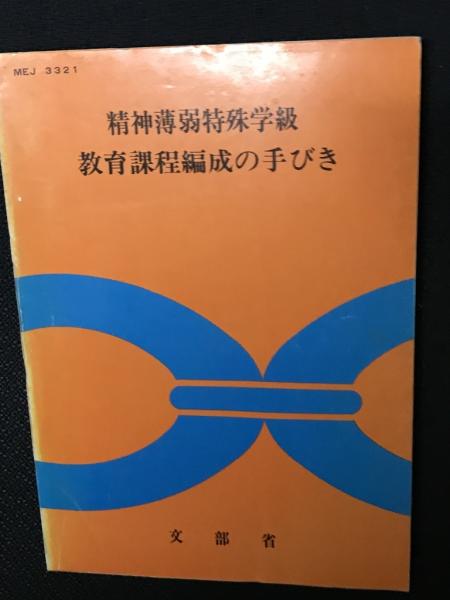 MEJ 3321
精神薄弱特殊学級
教育課程編成の手びき
文部省